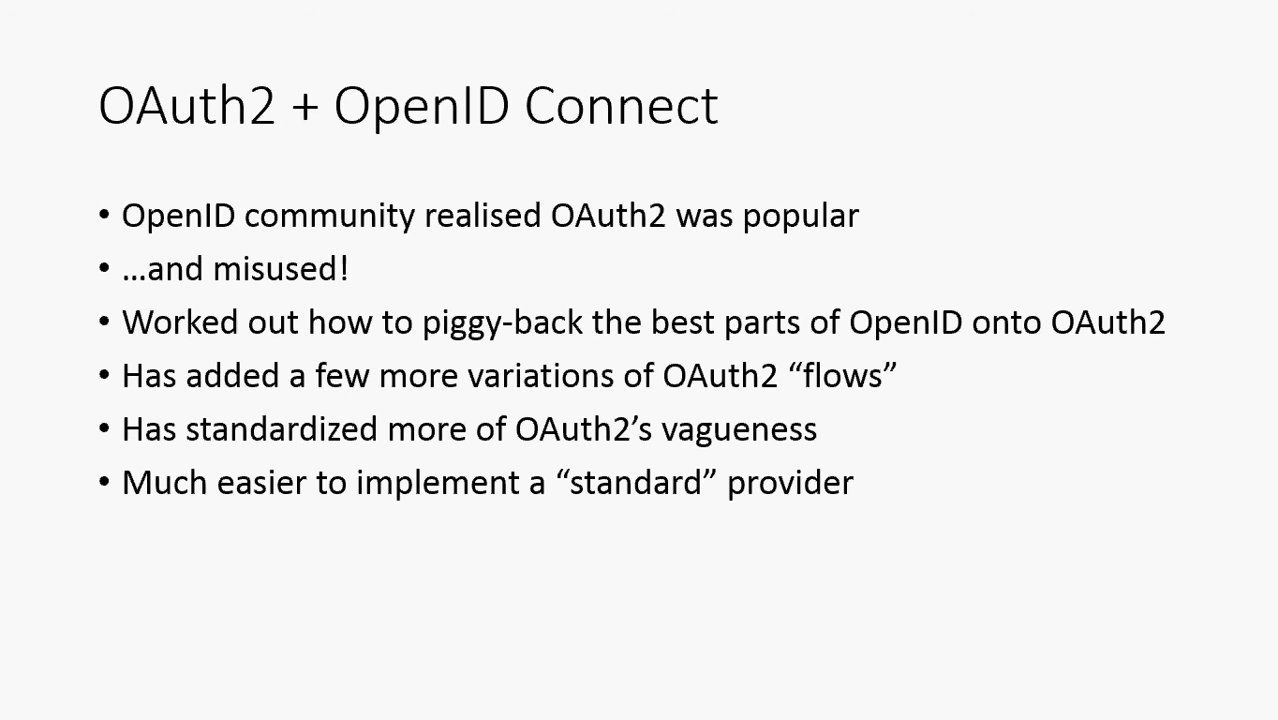 OAuth2 + OpenID Connect
• OpenID community realised OAuth2 was popular
• …and misused!
• Worked out how to piggy-back the best parts of OpenID onto OAuth2
• Has added a few more variations of OAuth2 “flows”
• Has standardized more of OAuth2’s vagueness
• Much easier to implement a “standard” provider